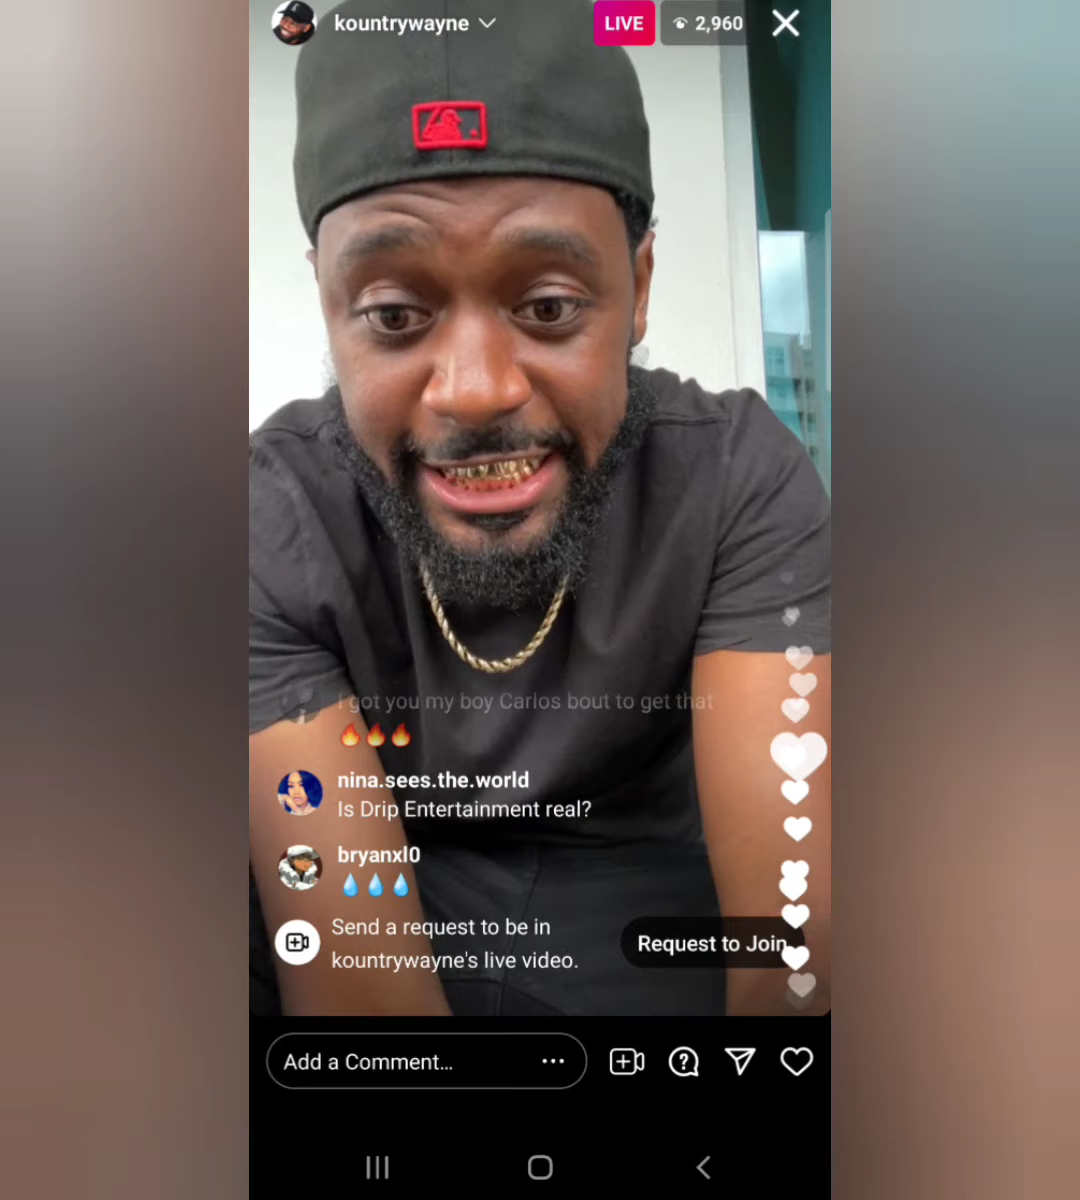 kountrywayne
LIVE
2,960
I got you my boy Carlos bout to get that
🔥🔥🔥
nina.sees.the.world
Is Drip Entertainment real?
bryanxl0
💧💧💧
Send a request to be in
kountrywayne's live video.
Request to Join
Add a Comment...